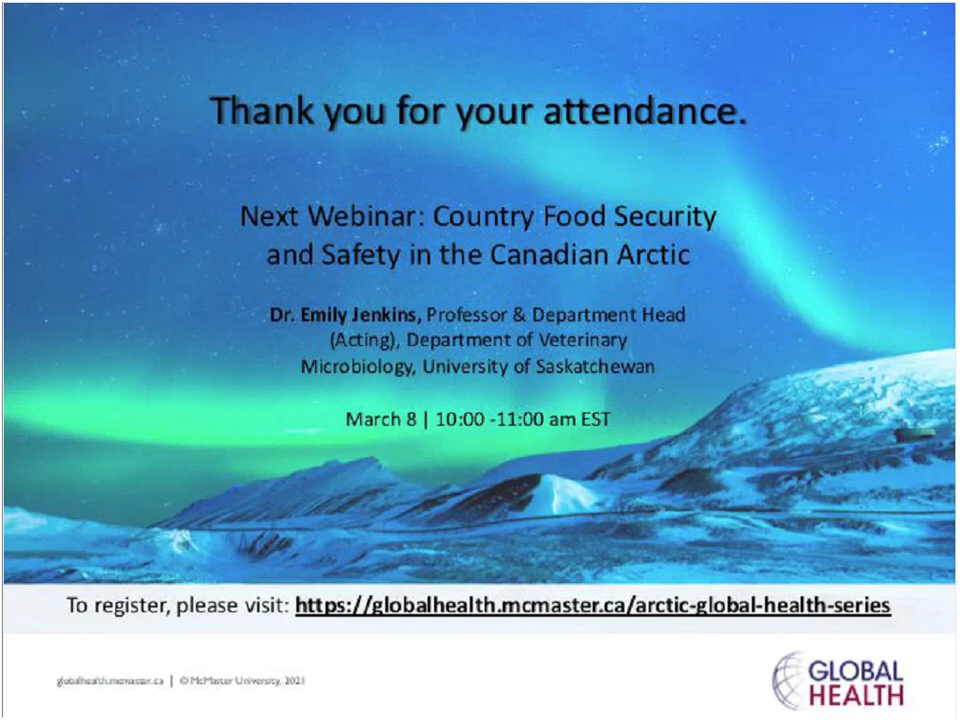 Thank you for your attendance.
Next Webinar: Country Food Security
and Safety in the Canadian Arctic
Dr. Emily Jenkins, Professor & Department Head
(Acting), Department of Veterinary
Microbiology, University of Saskatchewan
March 8 | 10:00 -11:00 am EST
To register, please visit: https://globalhealth.mcmaster.ca/arctic-global-health-series
globalhealth.mcmaster.ca | © McMaster University, 2021
GLOBAL
HEALTH